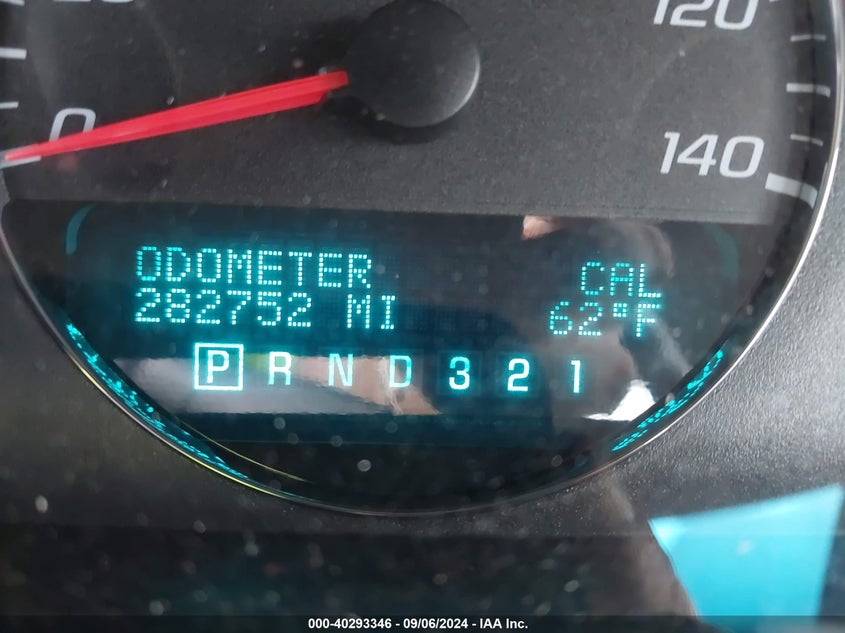 120
0
140
ODOMETER CAL
282752 MI 62°F
P R N D 3 2 1
000-40293346 - 09/06/2024 - IAA Inc.